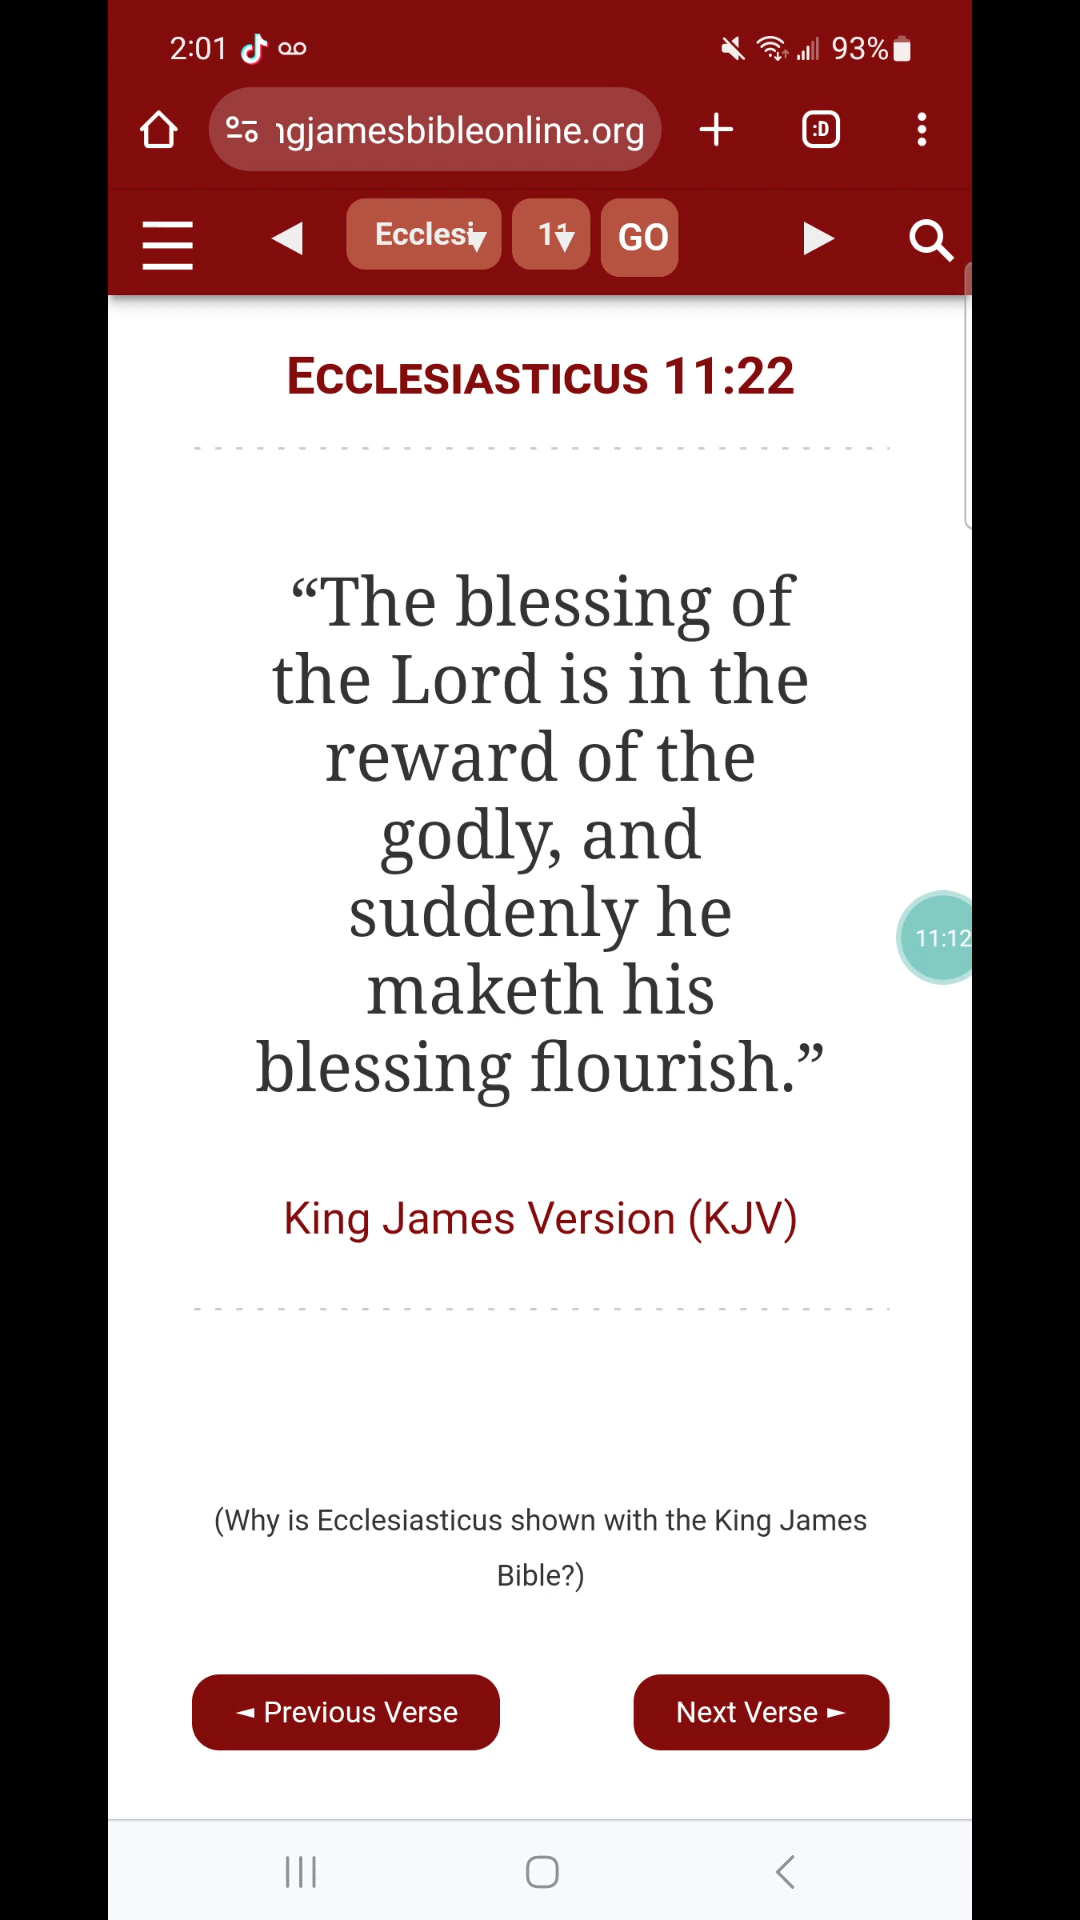 2:01 93%
ngjamesbibleonline.org :D
Ecclesi 11 GO
ECCLESIASTICUS 11:22
“The blessing of
the Lord is in the
reward of the
godly, and
suddenly he
maketh his
blessing flourish.”
11:12
King James Version (KJV)
(Why is Ecclesiasticus shown with the King James
Bible?)
◄ Previous Verse Next Verse ►